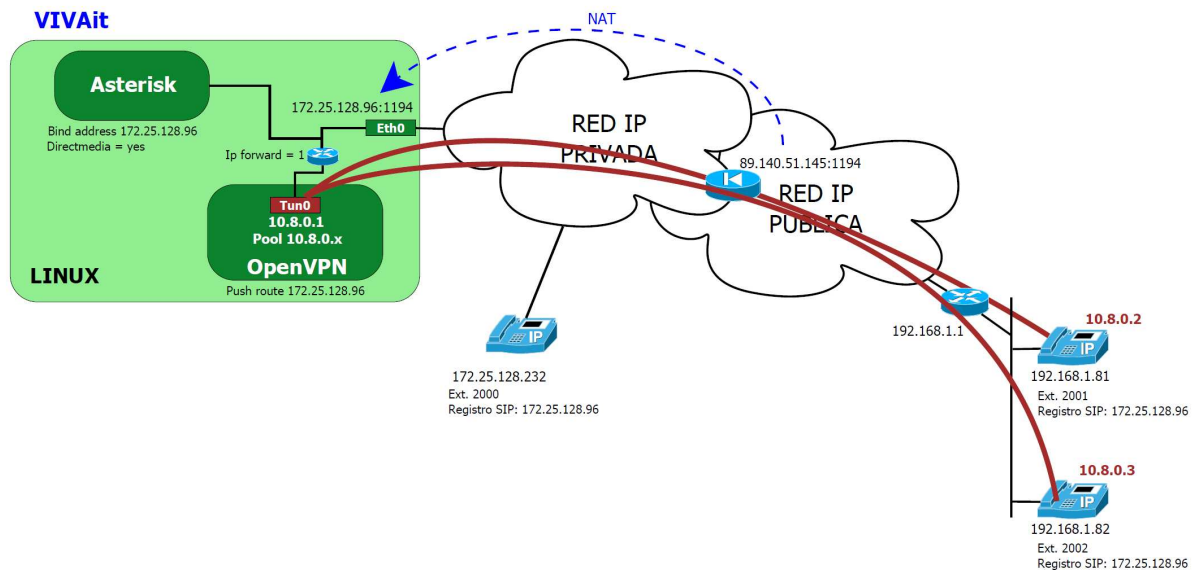 VIVAit
NAT
Asterisk
172.25.128.96:1194
Eth0
Bind address 172.25.128.96
Directmedia = yes
Ip forward = 1
RED IP
PRIVADA
89.140.51.145:1194
RED IP
PUBLICA
Tun0
10.8.0.1
Pool 10.8.0.x
OpenVPN
LINUX
Push route 172.25.128.96
IP
172.25.128.232
Ext. 2000
Registro SIP: 172.25.128.96
192.168.1.1
10.8.0.2
IP
192.168.1.81
Ext. 2001
Registro SIP: 172.25.128.96
10.8.0.3
IP
192.168.1.82
Ext. 2002
Registro SIP: 172.25.128.96